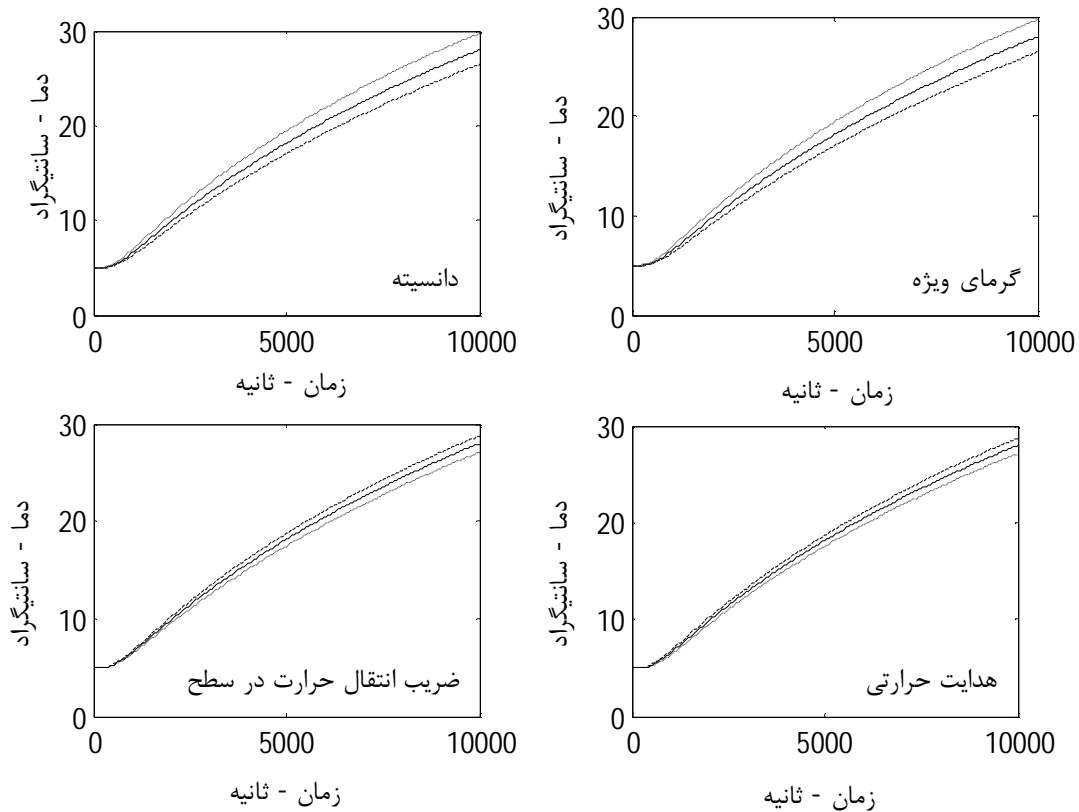 30
20
10
0
0
5000
10000
دما - سانتیگراد
دانسیته
زمان - ثانیه
30
20
10
0
0
5000
10000
دما - سانتیگراد
گرمای ویژه
زمان - ثانیه
30
20
10
0
0
5000
10000
دما - سانتیگراد
ضریب انتقال حرارت در سطح
زمان - ثانیه
30
20
10
0
0
5000
10000
دما - سانتیگراد
هدایت حرارتی
زمان - ثانیه